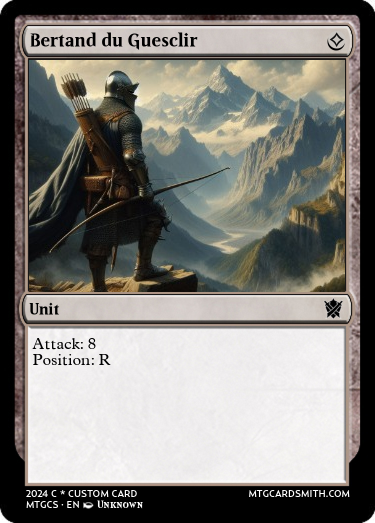 Bertand du Guesclir
Unit
Attack: 8
Position: R
2024 C * CUSTOM CARD
MTGCARDSMITH.COM
MTGCS · EN Unknown